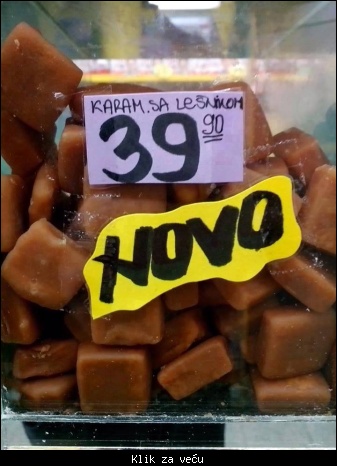 KARAM. SA LEŠNIKOM
39 90
NOVO
Klik za veću